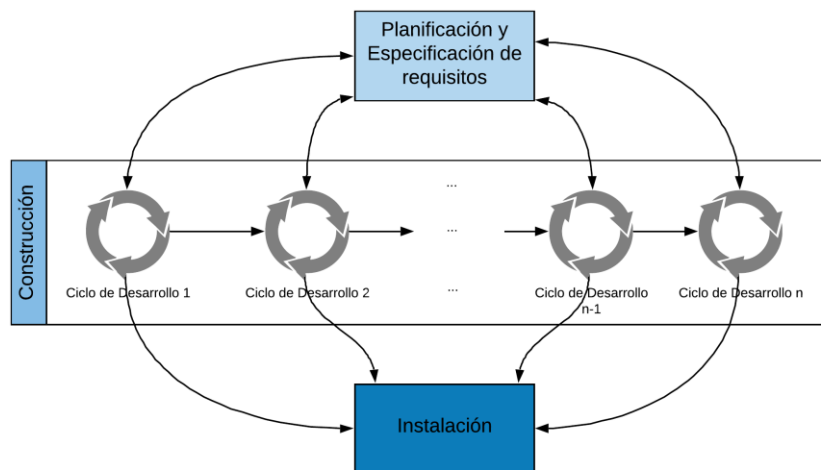 Planificación y
Especificación de
requisitos
Construcción
...
...
Ciclo de Desarrollo 1
Ciclo de Desarrollo 2
...
Ciclo de Desarrollo
n-1
Ciclo de Desarrollo n
Instalación